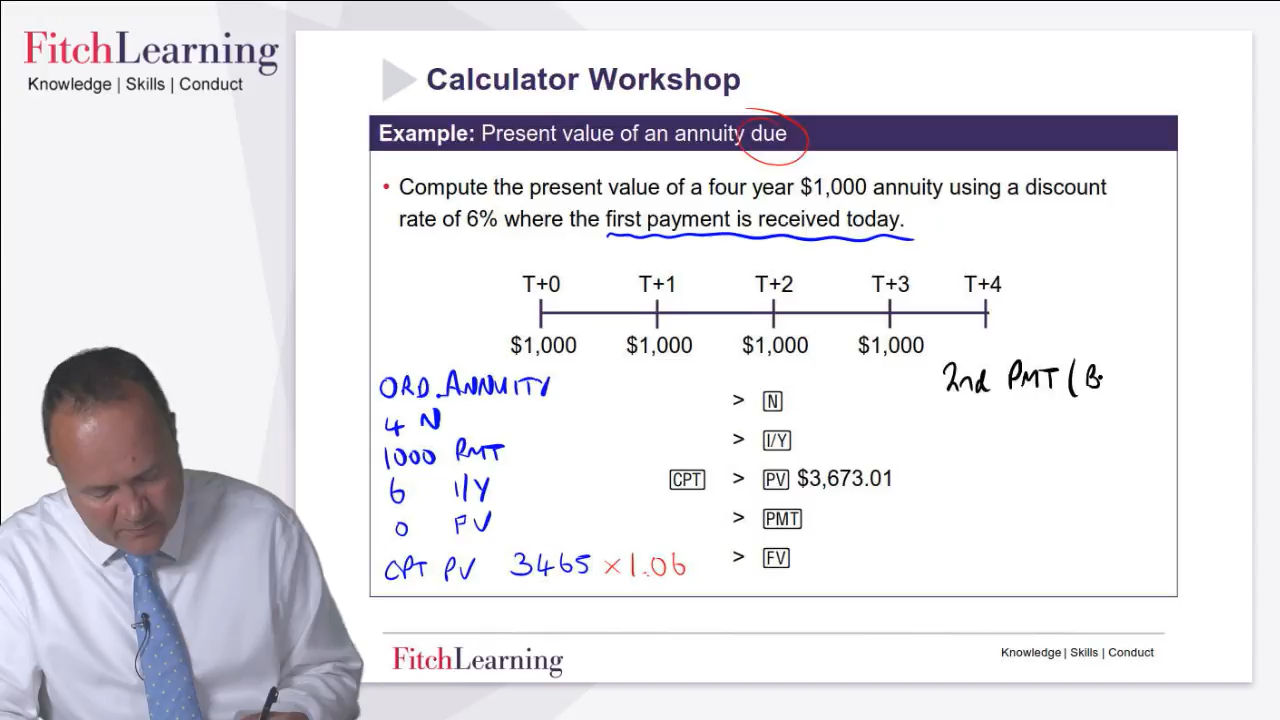 FitchLearning
Knowledge | Skills | Conduct
Calculator Workshop
Example: Present value of an annuity due
• Compute the present value of a four year $1,000 annuity using a discount
rate of 6% where the first payment is received today.
T+0 T+1 T+2 T+3 T+4
$1,000 $1,000 $1,000 $1,000
ORD. ANNUITY
4 N
1000 PMT
6 I/Y
0 FV
CPT PV 3465 ×1.06
> N
> I/Y
CPT > PV $3,673.01
> PMT
> FV
2nd PMT (B
FitchLearning
Knowledge | Skills | Conduct